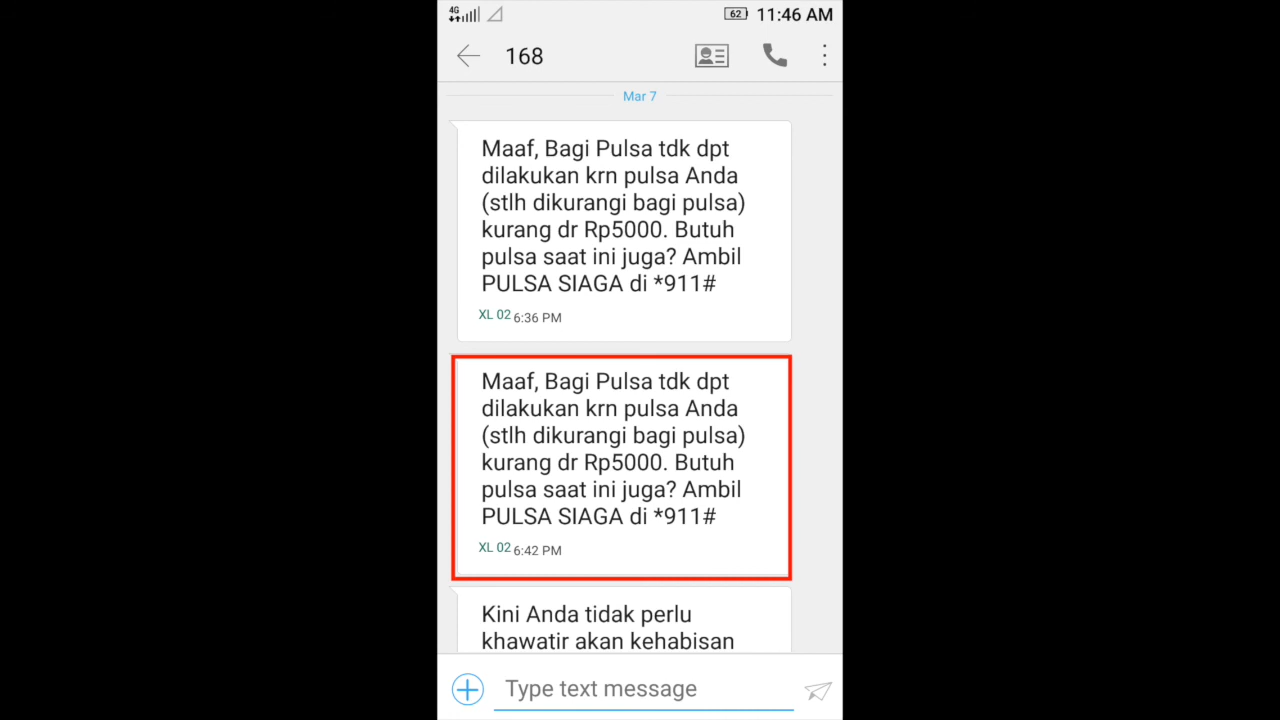 4G 62 11:46 AM
168
Mar 7
Maaf, Bagi Pulsa tdk dpt
dilakukan krn pulsa Anda
(stlh dikurangi bagi pulsa)
kurang dr Rp5000. Butuh
pulsa saat ini juga? Ambil
PULSA SIAGA di *911#
XL 02 6:36 PM
Maaf, Bagi Pulsa tdk dpt
dilakukan krn pulsa Anda
(stlh dikurangi bagi pulsa)
kurang dr Rp5000. Butuh
pulsa saat ini juga? Ambil
PULSA SIAGA di *911#
XL 02 6:42 PM
Kini Anda tidak perlu
khawatir akan kehabisan
Type text message